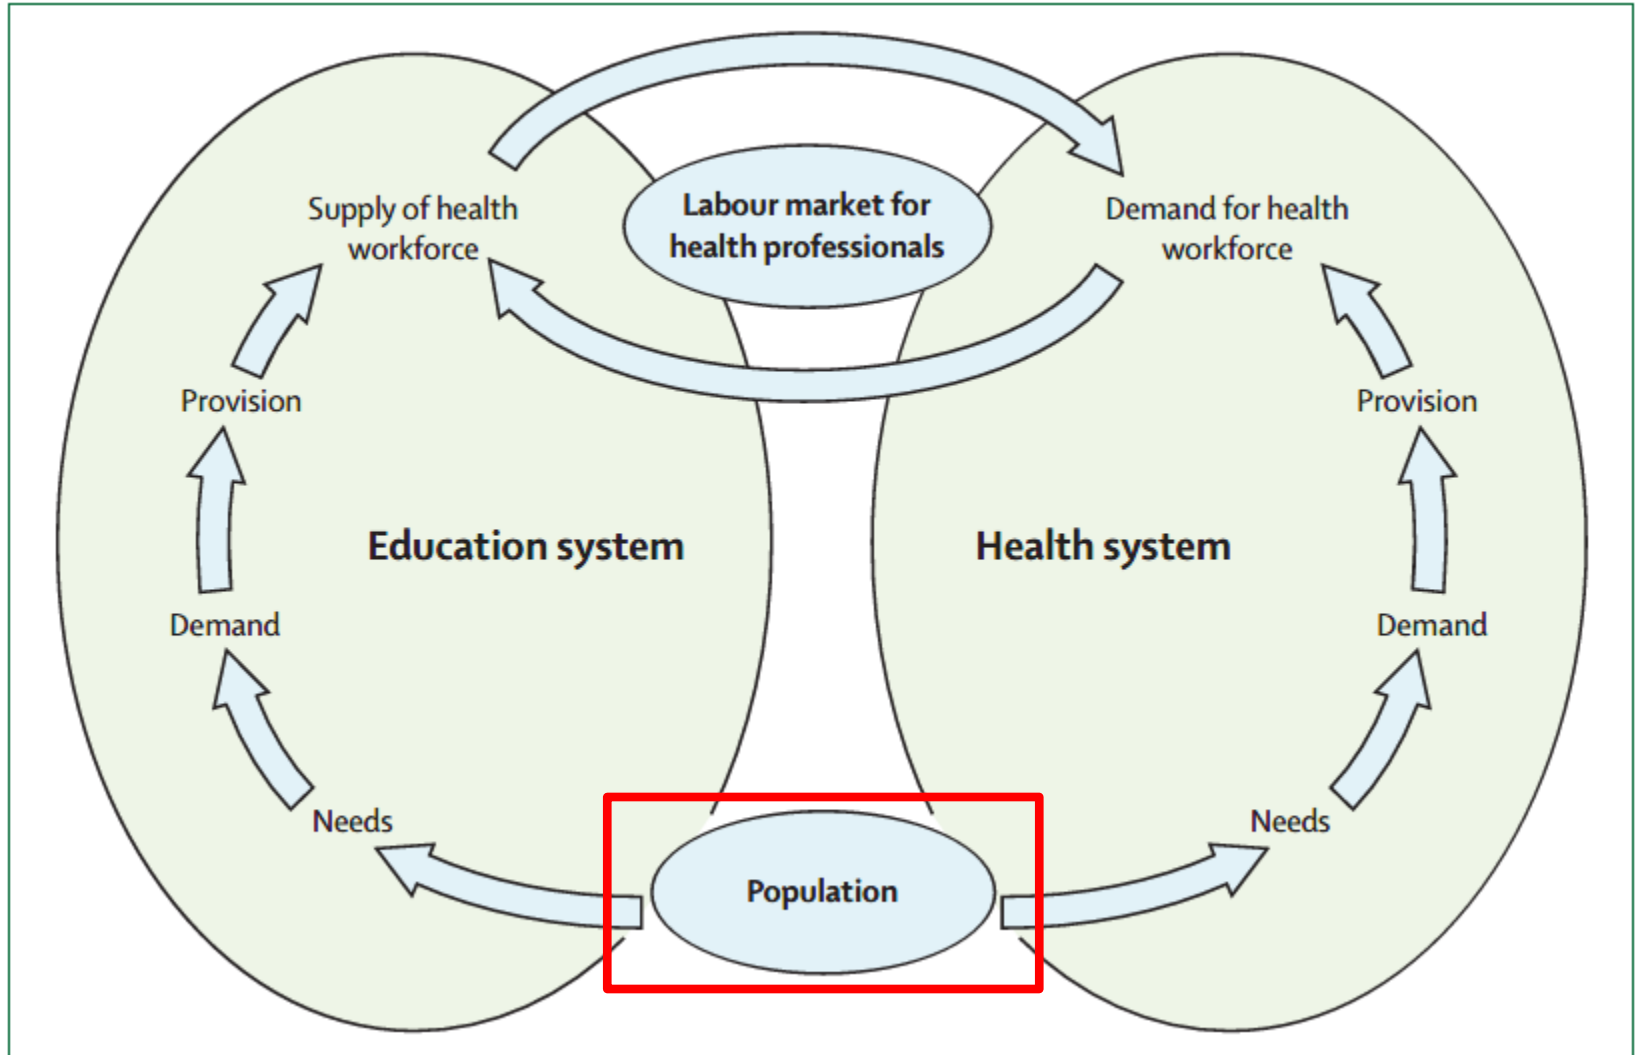 Supply of health
workforce
Labour market for
health professionals
Demand for health
workforce
Provision
Provision
Education system
Health system
Demand
Demand
Needs
Needs
Population